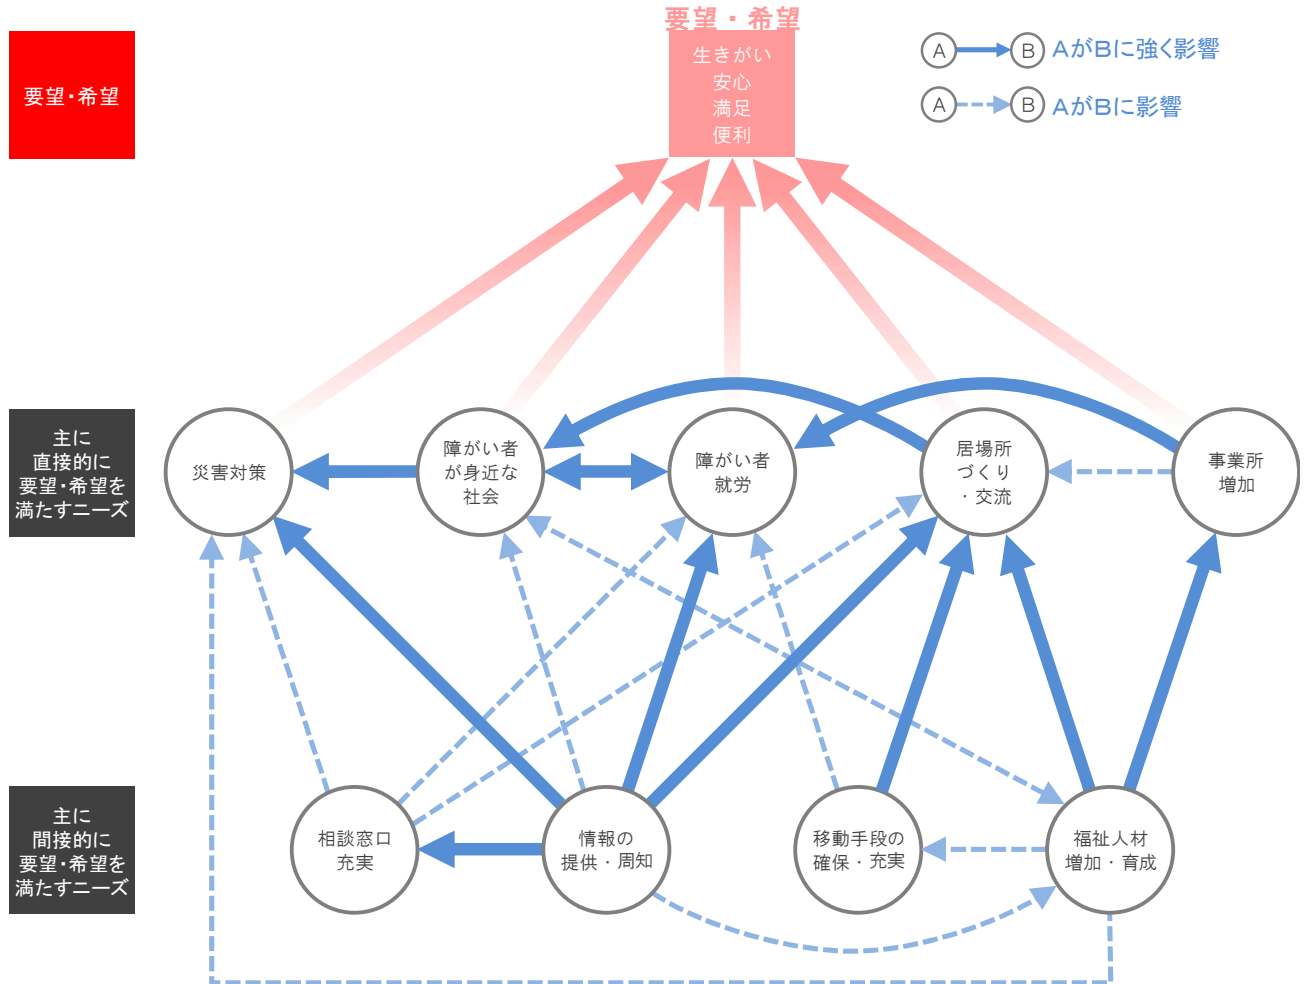 要望・希望
生きがい
安心
満足
便利
要望・希望
A
B
AがBに強く影響
A
B
AがBに影響
主に
直接的に
要望・希望を
満たすニーズ
災害対策
障がい者
が身近な
社会
障がい者
就労
居場所
づくり
・交流
事業所
増加
主に
間接的に
要望・希望を
満たすニーズ
相談窓口
充実
情報の
提供・周知
移動手段の
確保・充実
福祉人材
増加・育成